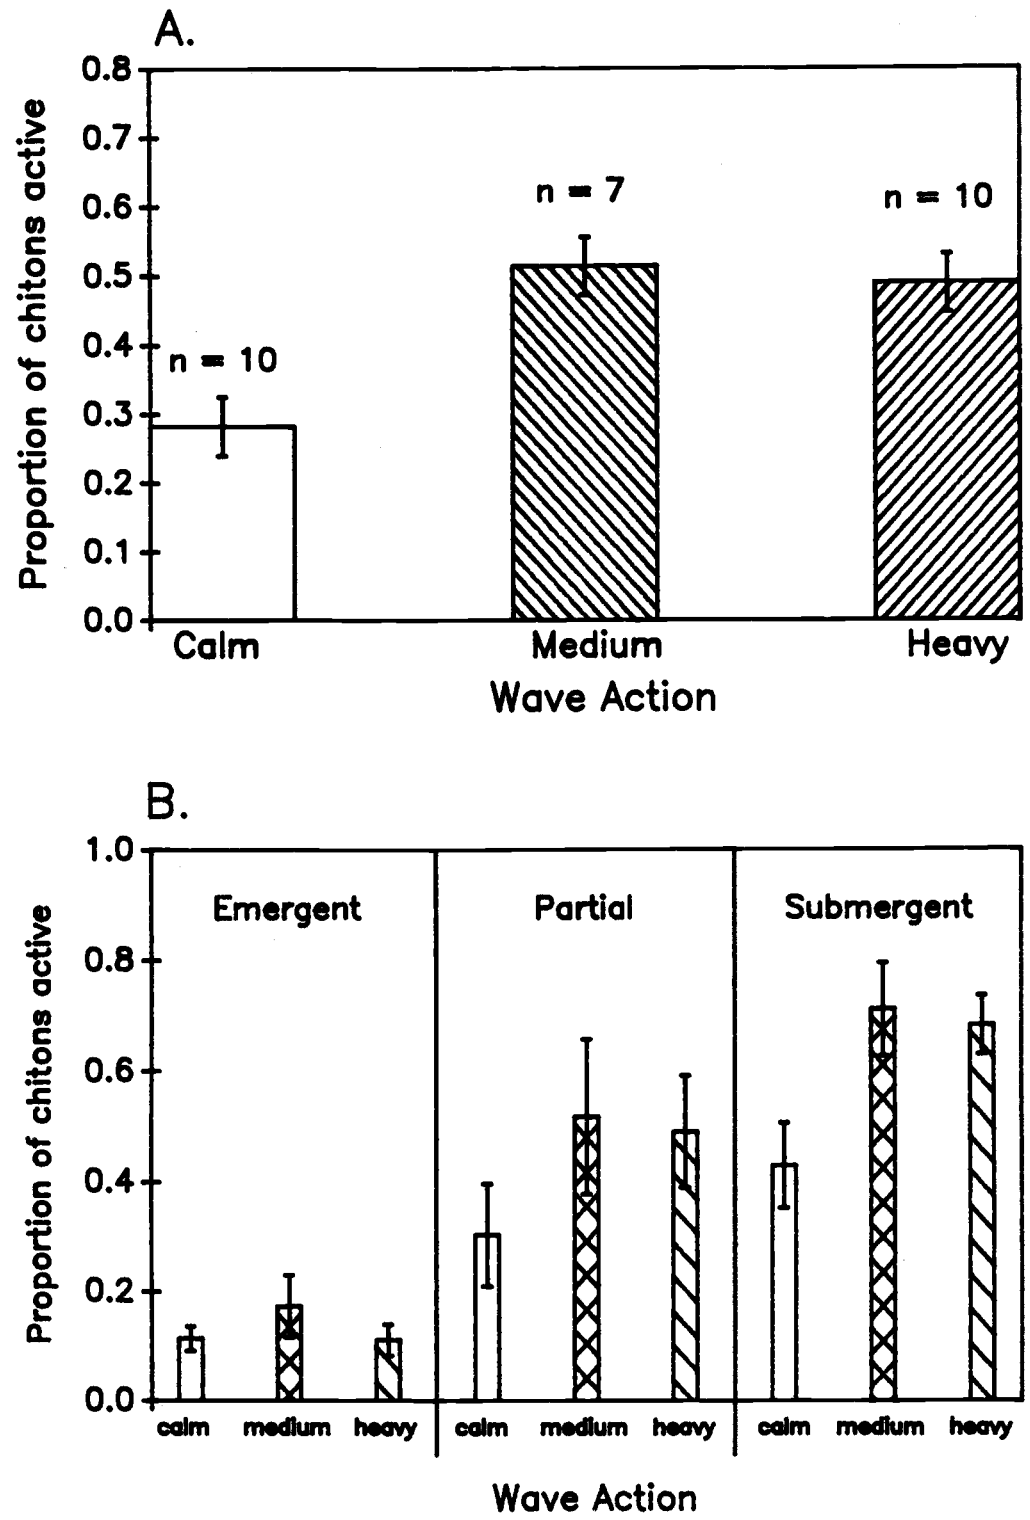 A.
Proportion of chitons active
0.8
0.7
0.6
0.5
0.4
0.3
0.2
0.1
0.0
n = 10
n = 7
n = 10
Calm Medium Heavy
Wave Action
B.
Proportion of chitons active
1.0
0.8
0.6
0.4
0.2
0.0
Emergent Partial Submergent
calm medium heavy calm medium heavy calm medium heavy
Wave Action